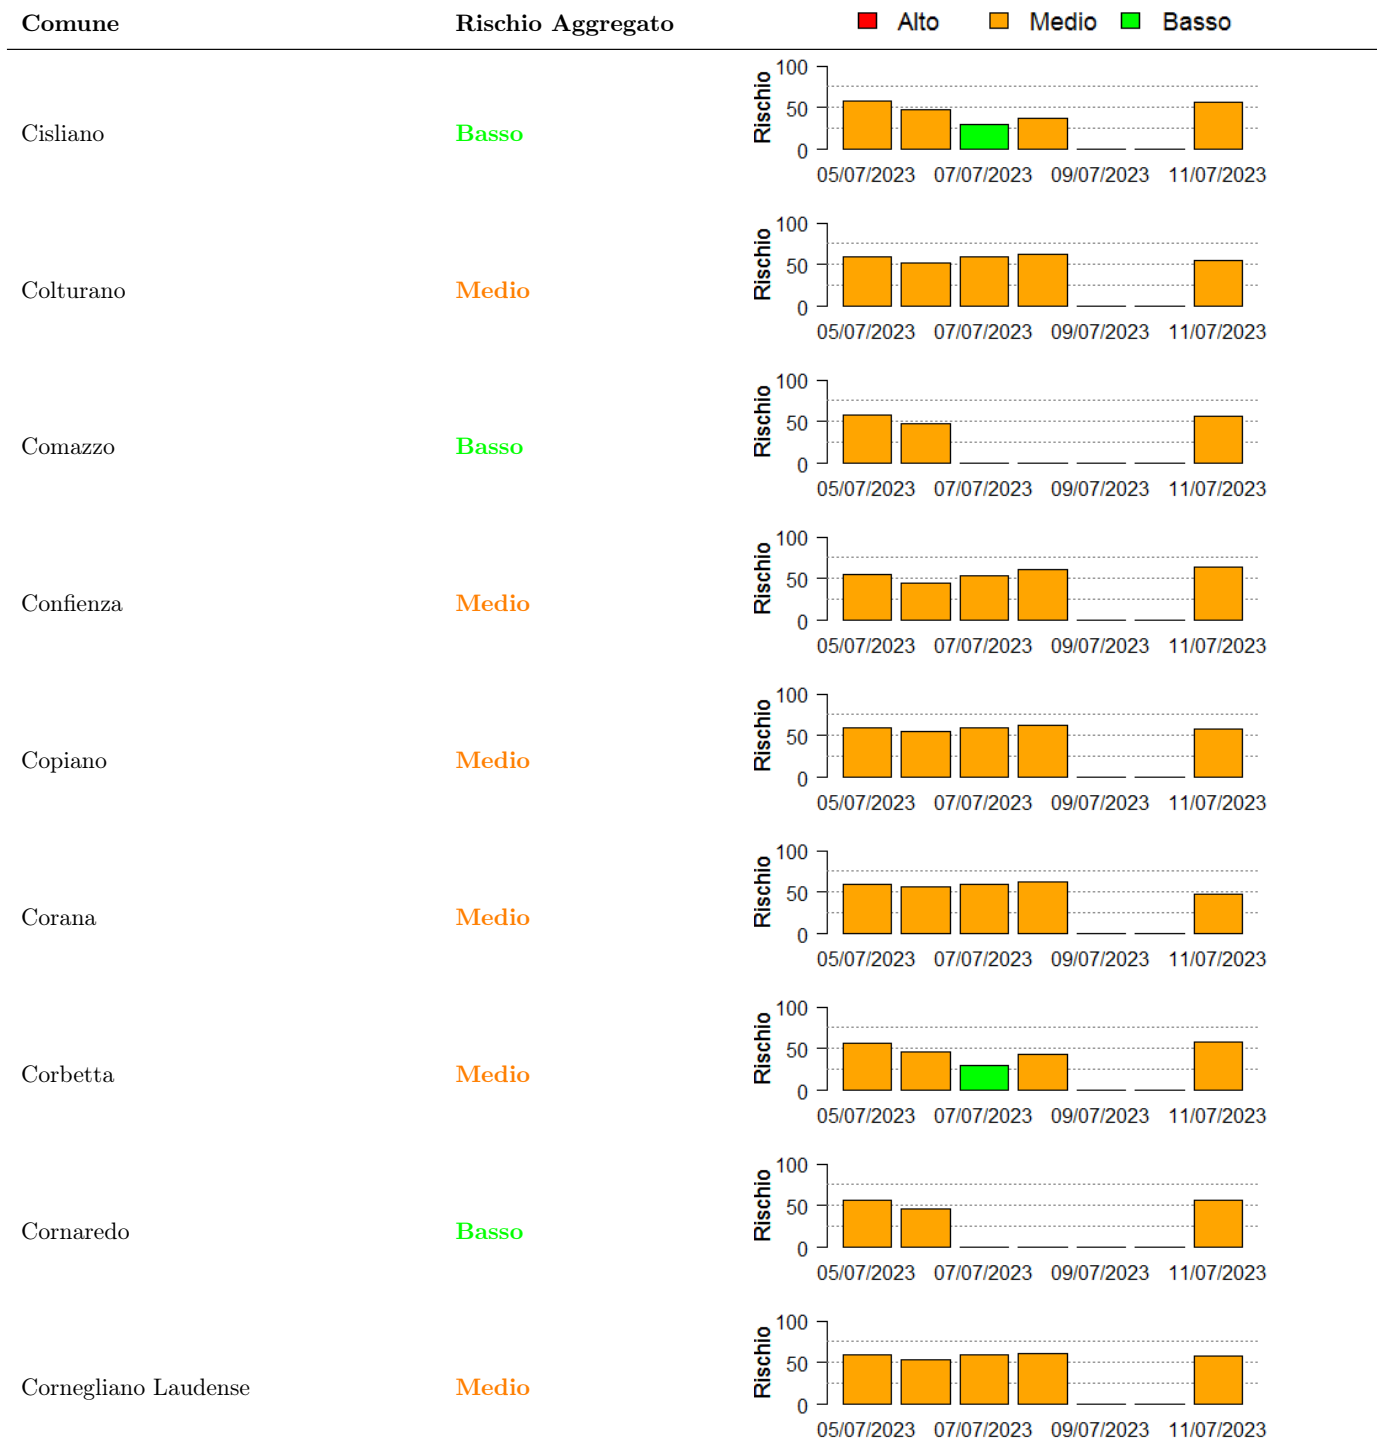 Comune Rischio Aggregato Alto Medio Basso
Cisliano Basso
Rischio
100
50
0
05/07/2023 07/07/2023 09/07/2023 11/07/2023
Colturano Medio
Rischio
100
50
0
05/07/2023 07/07/2023 09/07/2023 11/07/2023
Comazzo Basso
Rischio
100
50
0
05/07/2023 07/07/2023 09/07/2023 11/07/2023
Confienza Medio
Rischio
100
50
0
05/07/2023 07/07/2023 09/07/2023 11/07/2023
Copiano Medio
Rischio
100
50
0
05/07/2023 07/07/2023 09/07/2023 11/07/2023
Corana Medio
Rischio
100
50
0
05/07/2023 07/07/2023 09/07/2023 11/07/2023
Corbetta Medio
Rischio
100
50
0
05/07/2023 07/07/2023 09/07/2023 11/07/2023
Cornaredo Basso
Rischio
100
50
0
05/07/2023 07/07/2023 09/07/2023 11/07/2023
Cornegliano Laudense Medio
Rischio
100
50
0
05/07/2023 07/07/2023 09/07/2023 11/07/2023